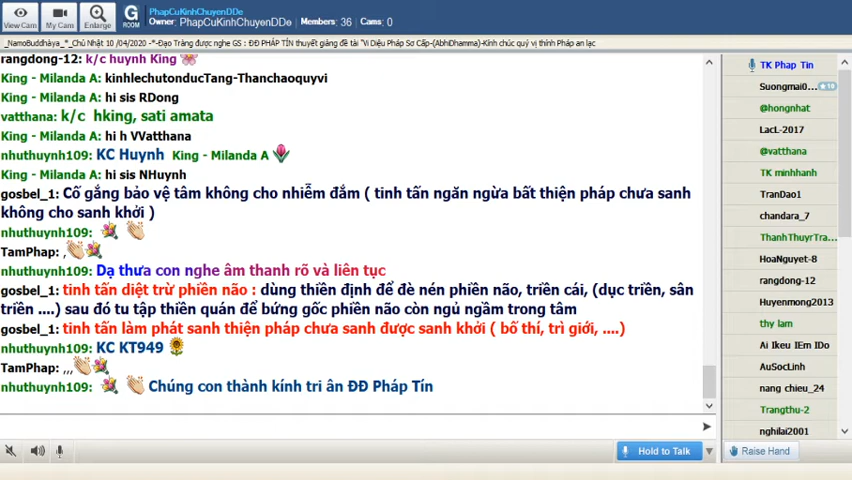 PhapCuKinhChuyenDDe
Owner: PhapCuKinhChuyenDDe Members: 36 Cams: 0
View Cam
My Cam
Enlarge
G
ROOM
_NamoBuddhàya_*_Chủ Nhật 10 /04/2020 -*-Đạo Tràng được nghe GS : ĐĐ PHÁP TÍN thuyết giảng đề tài "Vi Diệu Pháp Sơ Cấp-(AbhiDhamma)-Kính chúc quý vị thính Pháp an lạc
rangdong-12: k/c huynh King
King - Milanda A: kinhlechutonducTang-Thanchaoquyvi
King - Milanda A: hi sis RDong
vatthana: k/c hking, sati amata
King - Milanda A: hi h VVatthana
nhuthuynh109: KC Huynh King - Milanda A
King - Milanda A: hi sis NHuynh
gosbel_1: Cố gắng bảo vệ tâm không cho nhiễm đắm ( tinh tấn ngăn ngừa bất thiện pháp chưa sanh
không cho sanh khởi )
nhuthuynh109:
TamPhap: ,
nhuthuynh109: Dạ thưa con nghe âm thanh rõ và liên tục
gosbel_1: tinh tấn diệt trừ phiền não : dùng thiền định để đè nén phiền não, triền cái, (dục triền, sân
triền ....) sau đó tu tập thiền quán để bứng gốc phiền não còn ngủ ngầm trong tâm
gosbel_1: tinh tấn làm phát sanh thiện pháp chưa sanh được sanh khởi ( bố thí, trì giới, ....)
nhuthuynh109: KC KT949
TamPhap: ,,,
nhuthuynh109: Chúng con thành kính tri ân ĐĐ Pháp Tín
Hold to Talk
TK Phap Tin
Suongmai0...
@hongnhat
LacL-2017
@vatthana
TK minhhanh
TranDao1
chandara_7
ThanhThuyrTra...
HoaNguyet-8
rangdong-12
Huyenmong2013
thy lam
Ai Ikeu IEm IDo
AuSocLinh
nang chieu_24
Trangthu-2
nghilai2001
Raise Hand